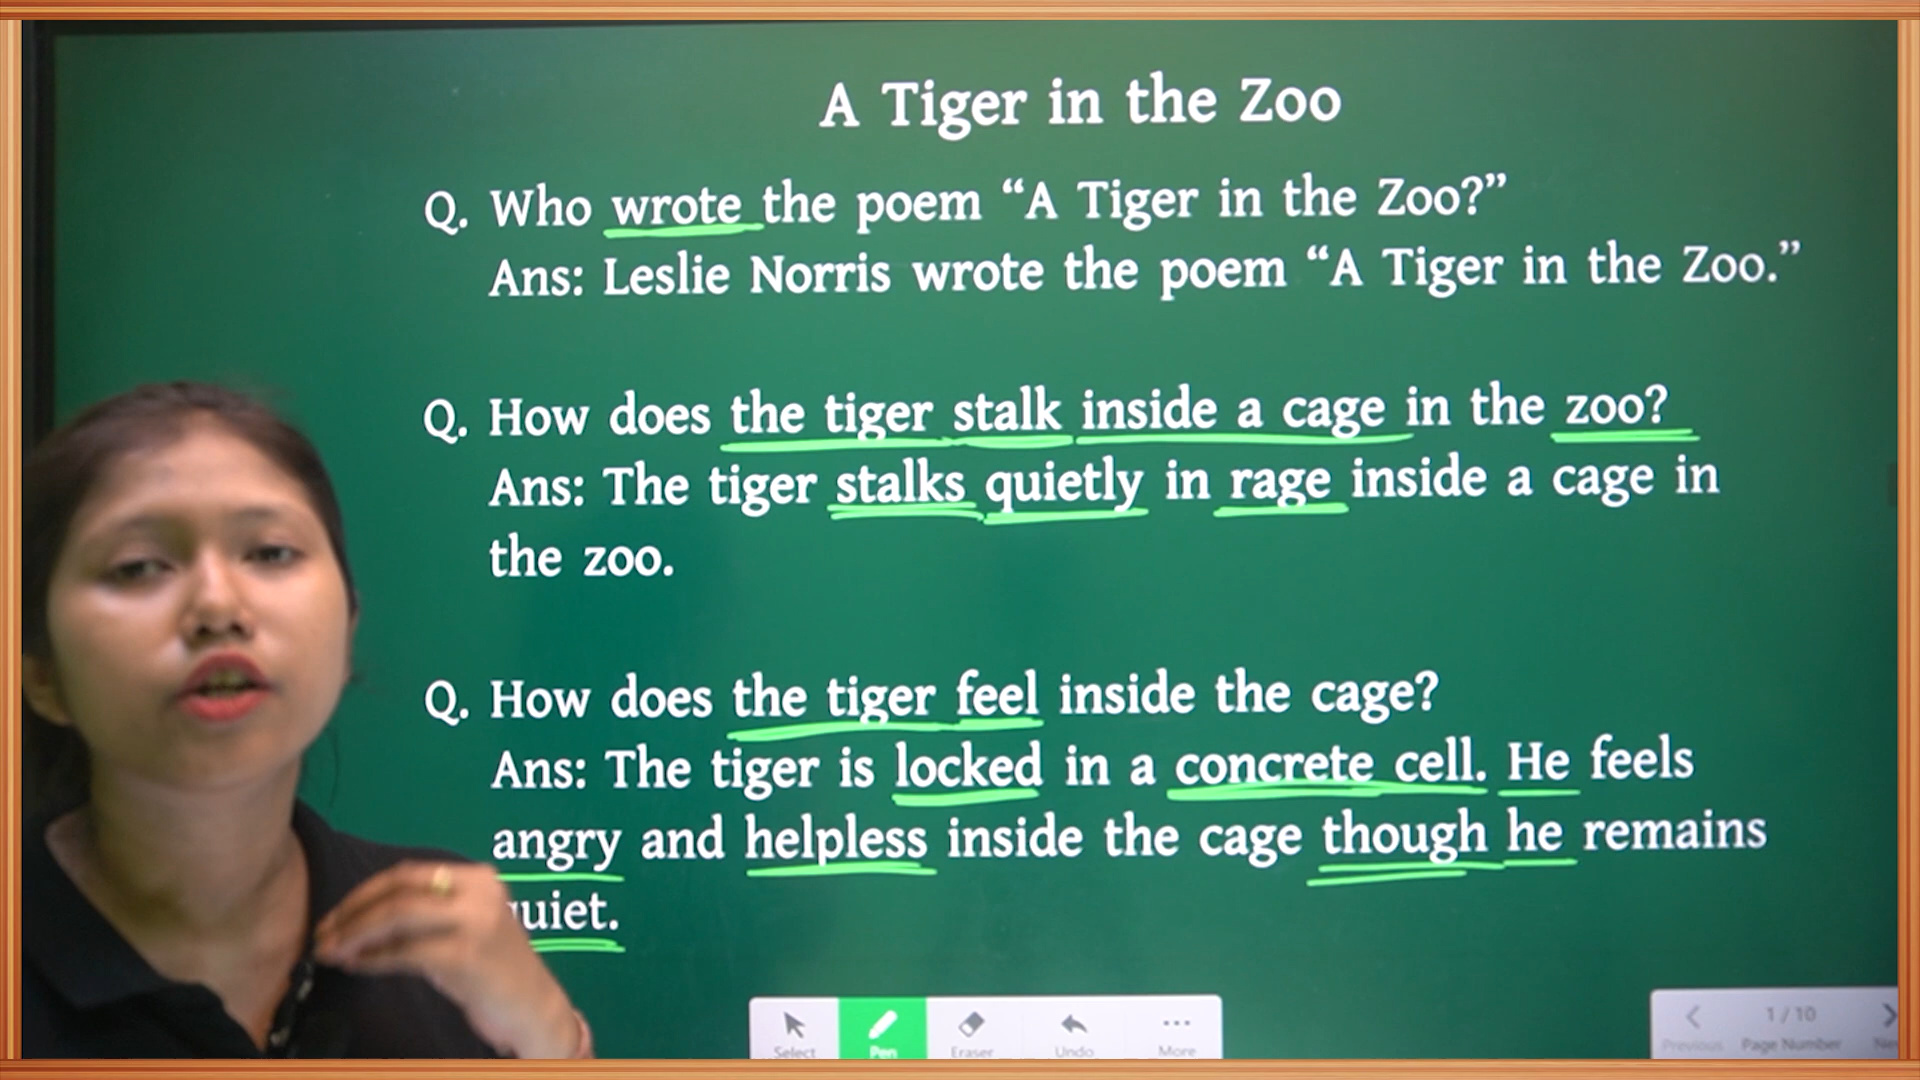 A Tiger in the Zoo
Q. Who wrote the poem “A Tiger in the Zoo?”
Ans: Leslie Norris wrote the poem “A Tiger in the Zoo.”
Q. How does the tiger stalk inside a cage in the zoo?
Ans: The tiger stalks quietly in rage inside a cage in
the zoo.
Q. How does the tiger feel inside the cage?
Ans: The tiger is locked in a concrete cell. He feels
angry and helpless inside the cage though he remains
uiet.
Select Pen Eraser Undo More
1 / 10
Previous Page Number